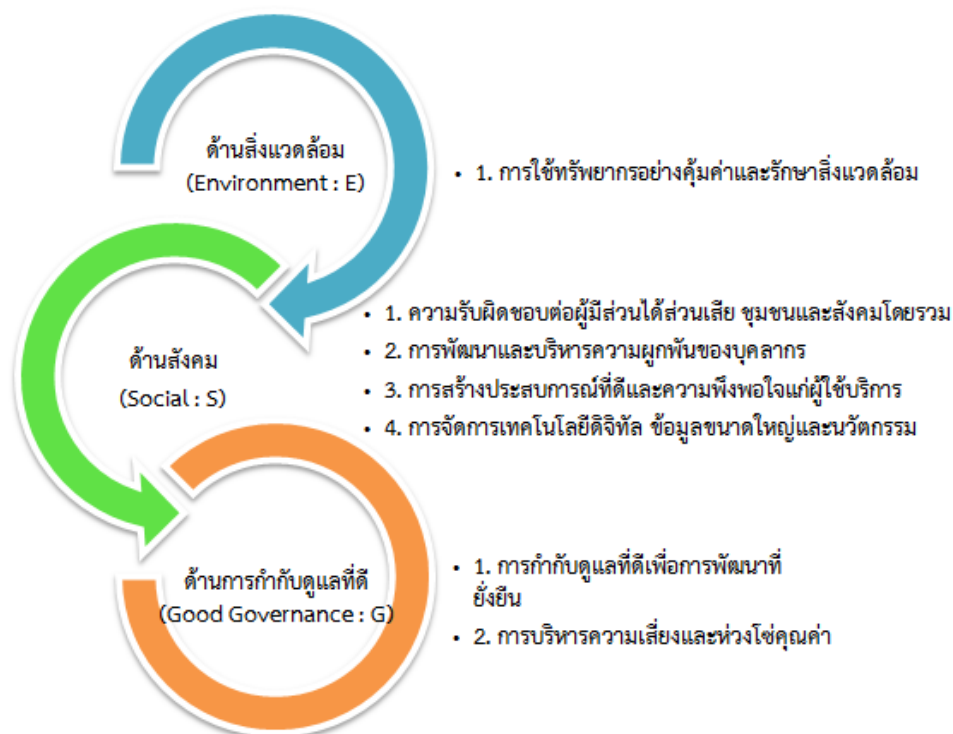 ด้านสิ่งแวดล้อม
(Environment : E)
• 1. การใช้ทรัพยากรอย่างคุ้มค่าและรักษาสิ่งแวดล้อม
ด้านสังคม
(Social : S)
• 1. ความรับผิดชอบต่อผู้มีส่วนได้ส่วนเสีย ชุมชนและสังคมโดยรวม
• 2. การพัฒนาและบริหารความผูกพันของบุคลากร
• 3. การสร้างประสบการณ์ที่ดีและความพึงพอใจแก่ผู้ใช้บริการ
• 4. การจัดการเทคโนโลยีดิจิทัล ข้อมูลขนาดใหญ่และนวัตกรรม
ด้านการกำกับดูแลที่ดี
(Good Governance : G)
• 1. การกำกับดูแลที่ดีเพื่อการพัฒนาที่
ยั่งยืน
• 2. การบริหารความเสี่ยงและห่วงโซ่คุณค่า